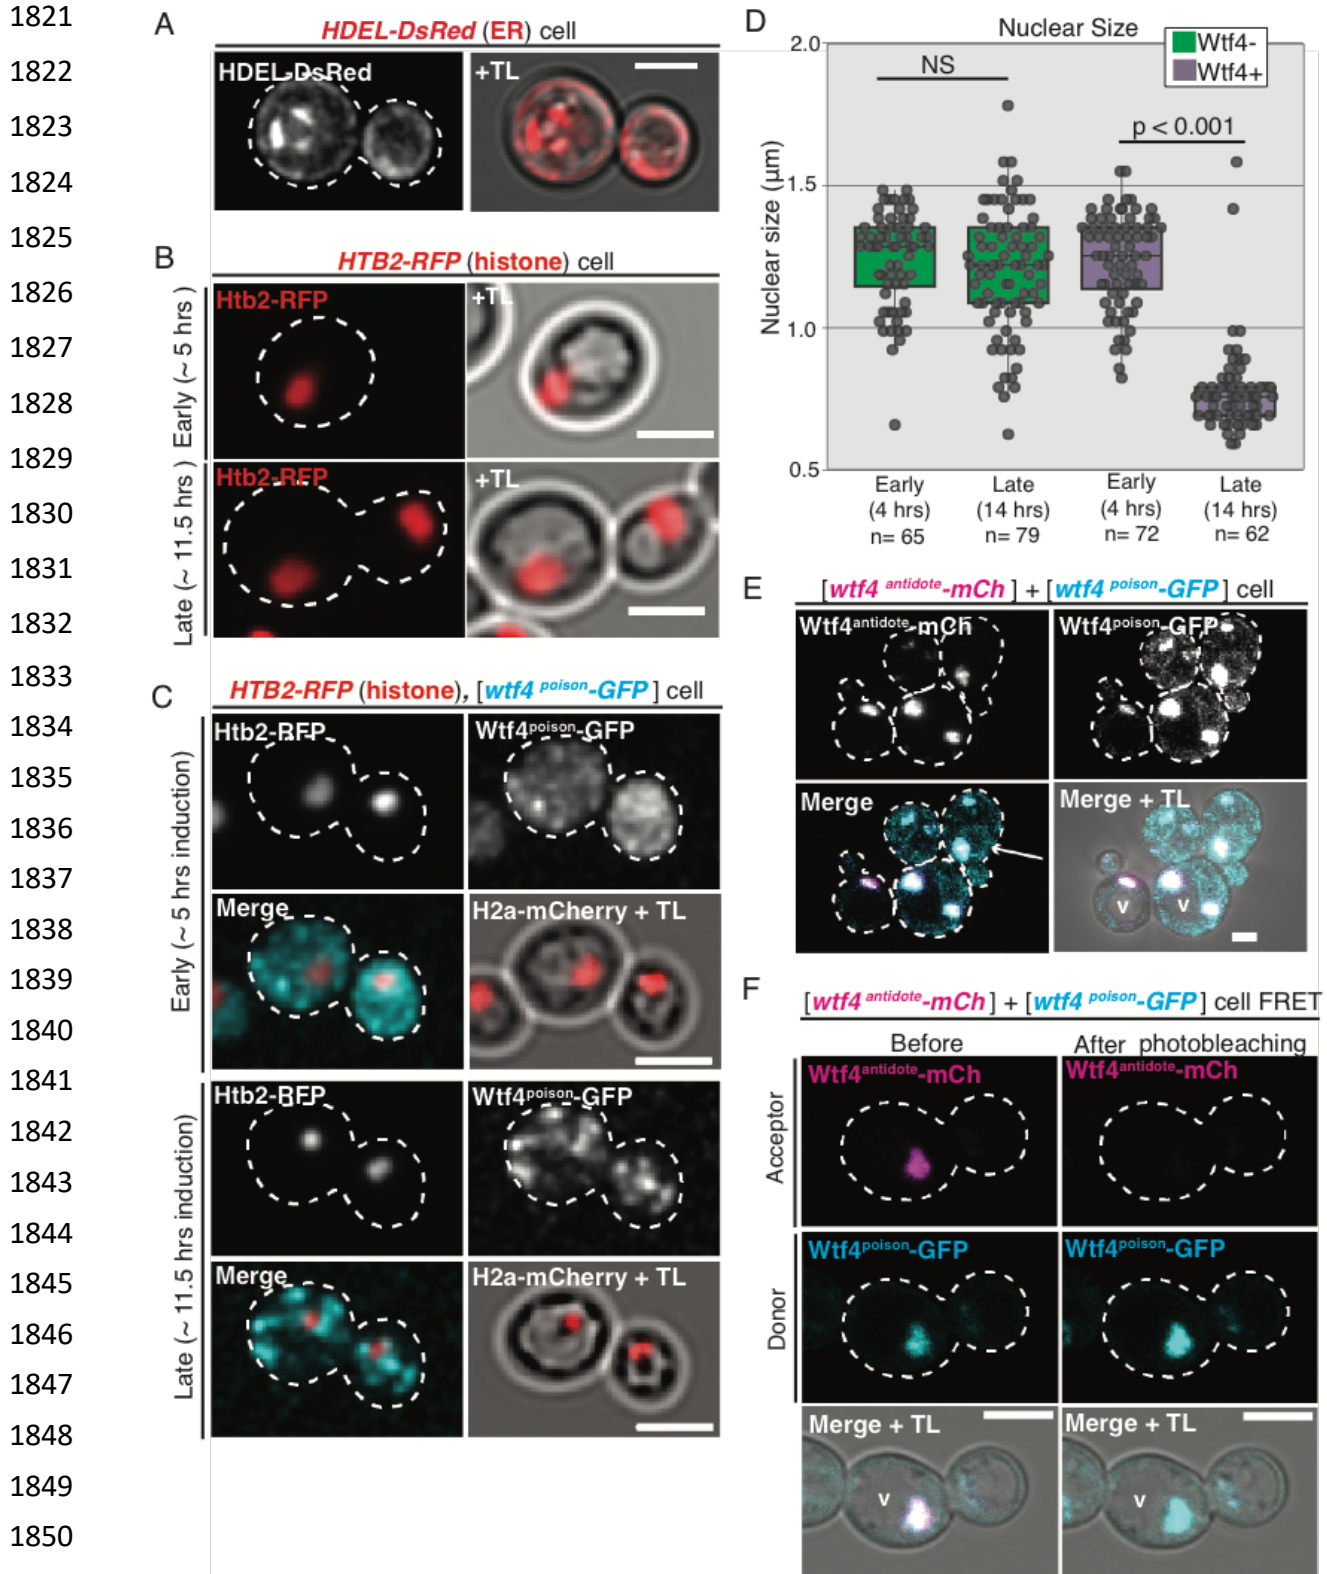 1821
1822
1823
1824
1825
1826
1827
1828
1829
1830
1831
1832
1833
1834
1835
1836
1837
1838
1839
1840
1841
1842
1843
1844
1845
1846
1847
1848
1849
1850
A
HDEL-DsRed (ER) cell
HDEL-DsRed
+TL
B
HTB2-RFP (histone) cell
Early (~ 5 hrs )
Htb2-RFP
+TL
Late (~ 11.5 hrs )
Htb2-RFP
+TL
C
HTB2-RFP (histone), [wtf4 poison-GFP ] cell
Early (~ 5 hrs induction)
Htb2-RFP
Wtf4poison-GFP
Merge
H2a-mCherry + TL
Late (~ 11.5 hrs induction)
Htb2-RFP
Wtf4poison-GFP
Merge
H2a-mCherry + TL
D
Nuclear Size
Wtf4-
Wtf4+
NS
p < 0.001
Nuclear size (µm)
2.0
1.5
1.0
0.5
Early (4 hrs) n= 65
Late (14 hrs) n= 79
Early (4 hrs) n= 72
Late (14 hrs) n= 62
E
[wtf4 antidote-mCh ] + [wtf4 poison-GFP ] cell
Wtf4antidote-mCh
Wtf4poison-GFP
Merge
Merge + TL
v
v
F
[wtf4 antidote-mCh ] + [wtf4 poison-GFP ] cell FRET
Before
After photobleaching
Acceptor
Wtf4antidote-mCh
Wtf4antidote-mCh
Donor
Wtf4poison-GFP
Wtf4poison-GFP
Merge + TL
Merge + TL
v
v